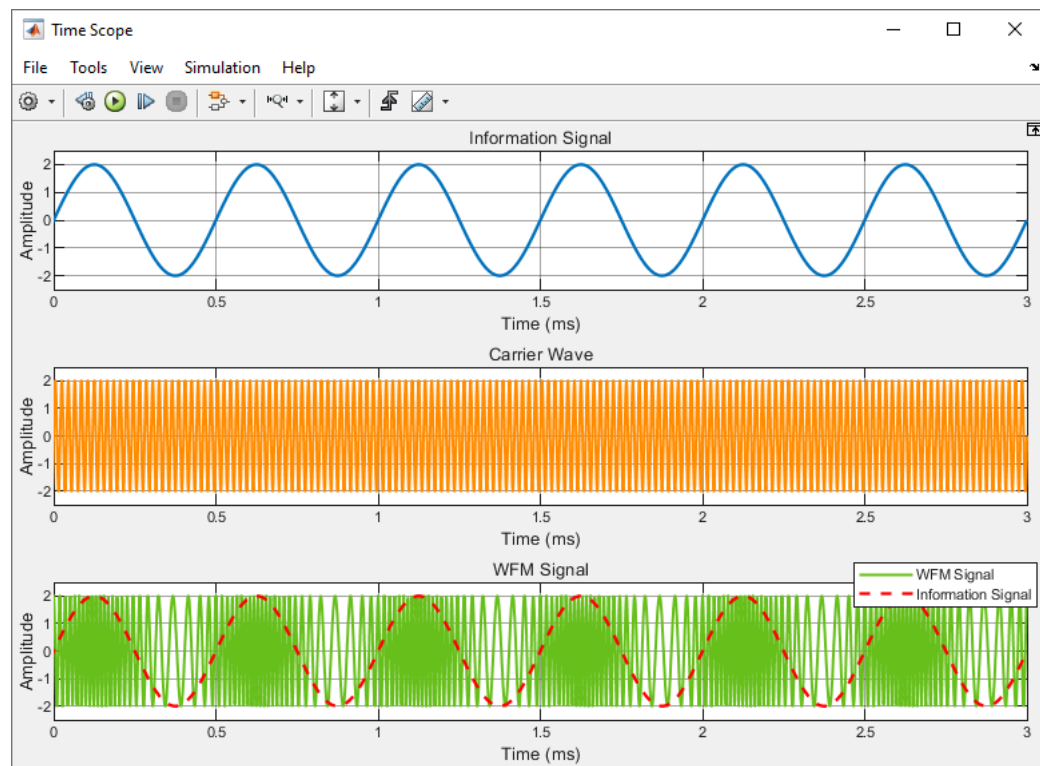 Time Scope
File Tools View Simulation Help
Information Signal
Amplitude
2
1
0
-1
-2
0 0.5 1 1.5 2 2.5 3
Time (ms)
Carrier Wave
Amplitude
2
1
0
-1
-2
0 0.5 1 1.5 2 2.5 3
Time (ms)
WFM Signal
WFM Signal
Information Signal
Amplitude
2
1
0
-1
-2
0 0.5 1 1.5 2 2.5 3
Time (ms)